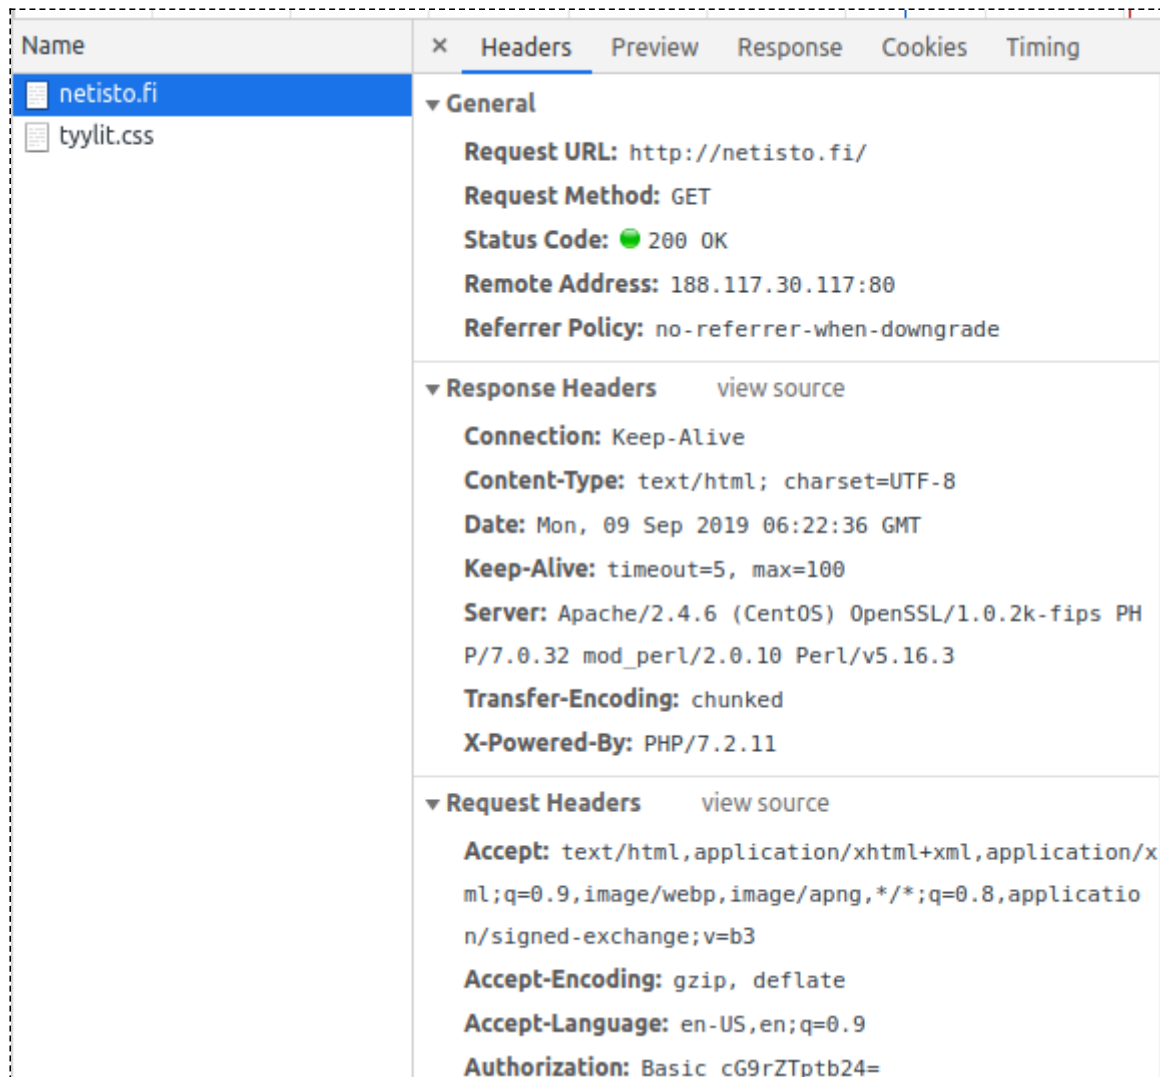 Name
× Headers Preview Response Cookies Timing
netisto.fi
tyylit.css
General
Request URL: http://netisto.fi/
Request Method: GET
Status Code: 200 OK
Remote Address: 188.117.30.117:80
Referrer Policy: no-referrer-when-downgrade
Response Headers view source
Connection: Keep-Alive
Content-Type: text/html; charset=UTF-8
Date: Mon, 09 Sep 2019 06:22:36 GMT
Keep-Alive: timeout=5, max=100
Server: Apache/2.4.6 (CentOS) OpenSSL/1.0.2k-fips PH
P/7.0.32 mod_perl/2.0.10 Perl/v5.16.3
Transfer-Encoding: chunked
X-Powered-By: PHP/7.2.11
Request Headers view source
Accept: text/html,application/xhtml+xml,application/x
ml;q=0.9,image/webp,image/apng,*/*;q=0.8,applicatio
n/signed-exchange;v=b3
Accept-Encoding: gzip, deflate
Accept-Language: en-US,en;q=0.9
Authorization: Basic cG9rZTptb24=